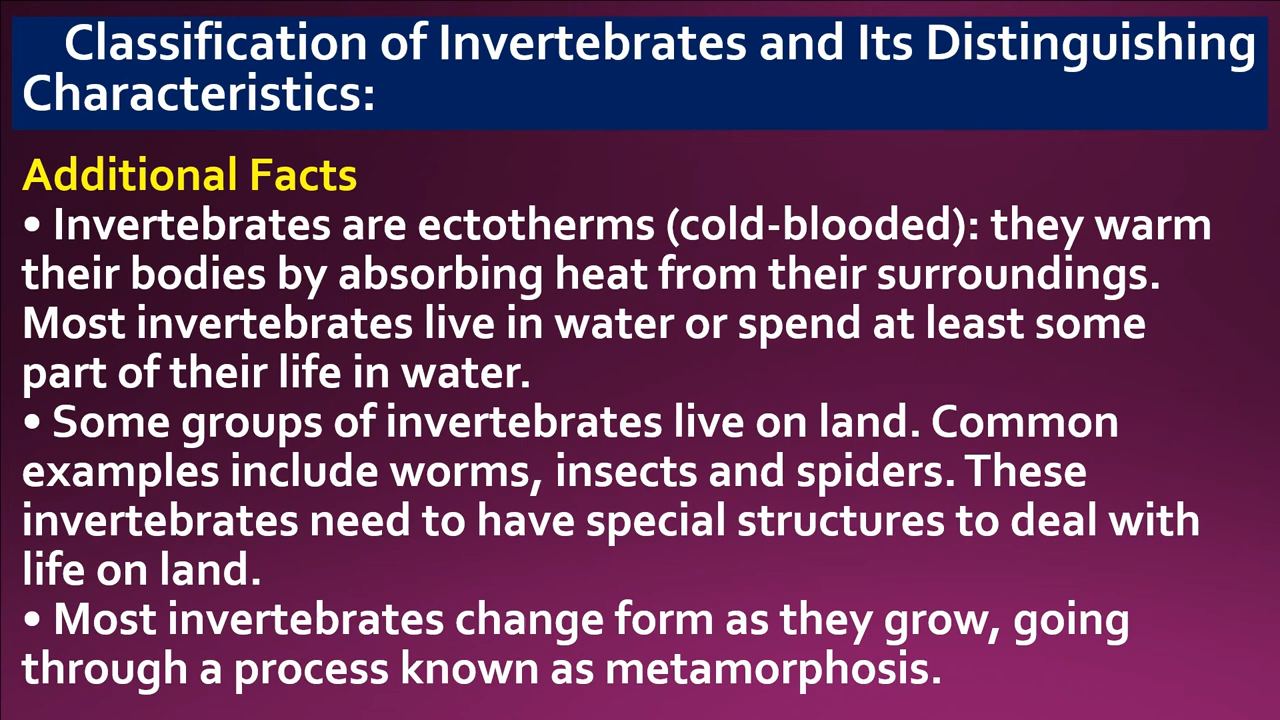 Classification of Invertebrates and Its Distinguishing
Characteristics:
Additional Facts
• Invertebrates are ectotherms (cold-blooded): they warm
their bodies by absorbing heat from their surroundings.
Most invertebrates live in water or spend at least some
part of their life in water.
• Some groups of invertebrates live on land. Common
examples include worms, insects and spiders. These
invertebrates need to have special structures to deal with
life on land.
• Most invertebrates change form as they grow, going
through a process known as metamorphosis.